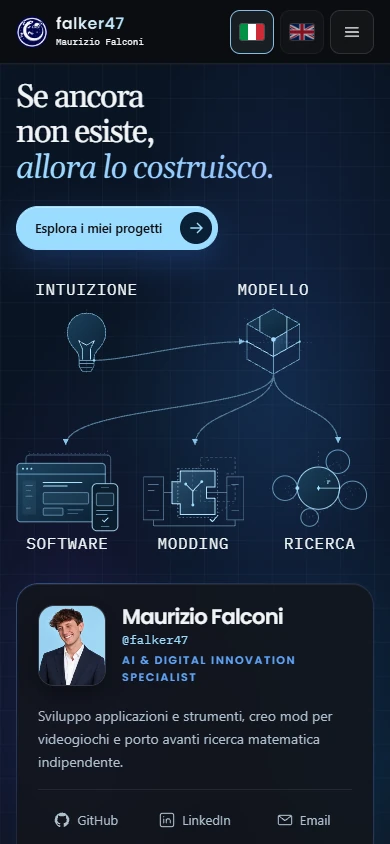 falker47
Maurizio Falconi
Se ancora
non esiste,
allora lo costruisco.
Esplora i miei progetti
INTUIZIONE
MODELLO
SOFTWARE
MODDING
RICERCA
Maurizio Falconi
@falker47
AI & DIGITAL INNOVATION
SPECIALIST
Sviluppo applicazioni e strumenti, creo mod per
videogiochi e porto avanti ricerca matematica
indipendente.
GitHub
LinkedIn
Email